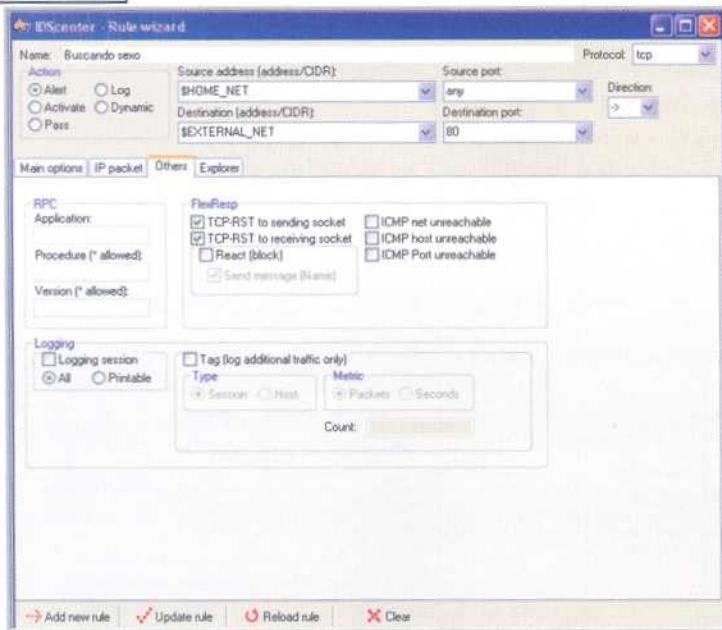 IDScenter - Rule wizard
Name: Buscando sexo
Protocol: tcp
Action
Alert
Log
Activate
Dynamic
Pass
Source address (address/CIDR):
$HOME_NET
Source port:
any
Direction:
->
Destination (address/CIDR):
$EXTERNAL_NET
Destination port:
80
Main options
IP packet
Others
Explorer
RPC
Application:
Procedure (* allowed):
Version (* allowed):
FlexResp
TCP-RST to sending socket
TCP-RST to receiving socket
React (block)
Send message (Name)
ICMP net unreachable
ICMP host unreachable
ICMP Port unreachable
Logging
Logging session
All
Printable
Tag (log additional traffic only)
Type
Session
Host
Metric
Packets
Seconds
Count:
Add new rule
Update rule
Reload rule
Clear